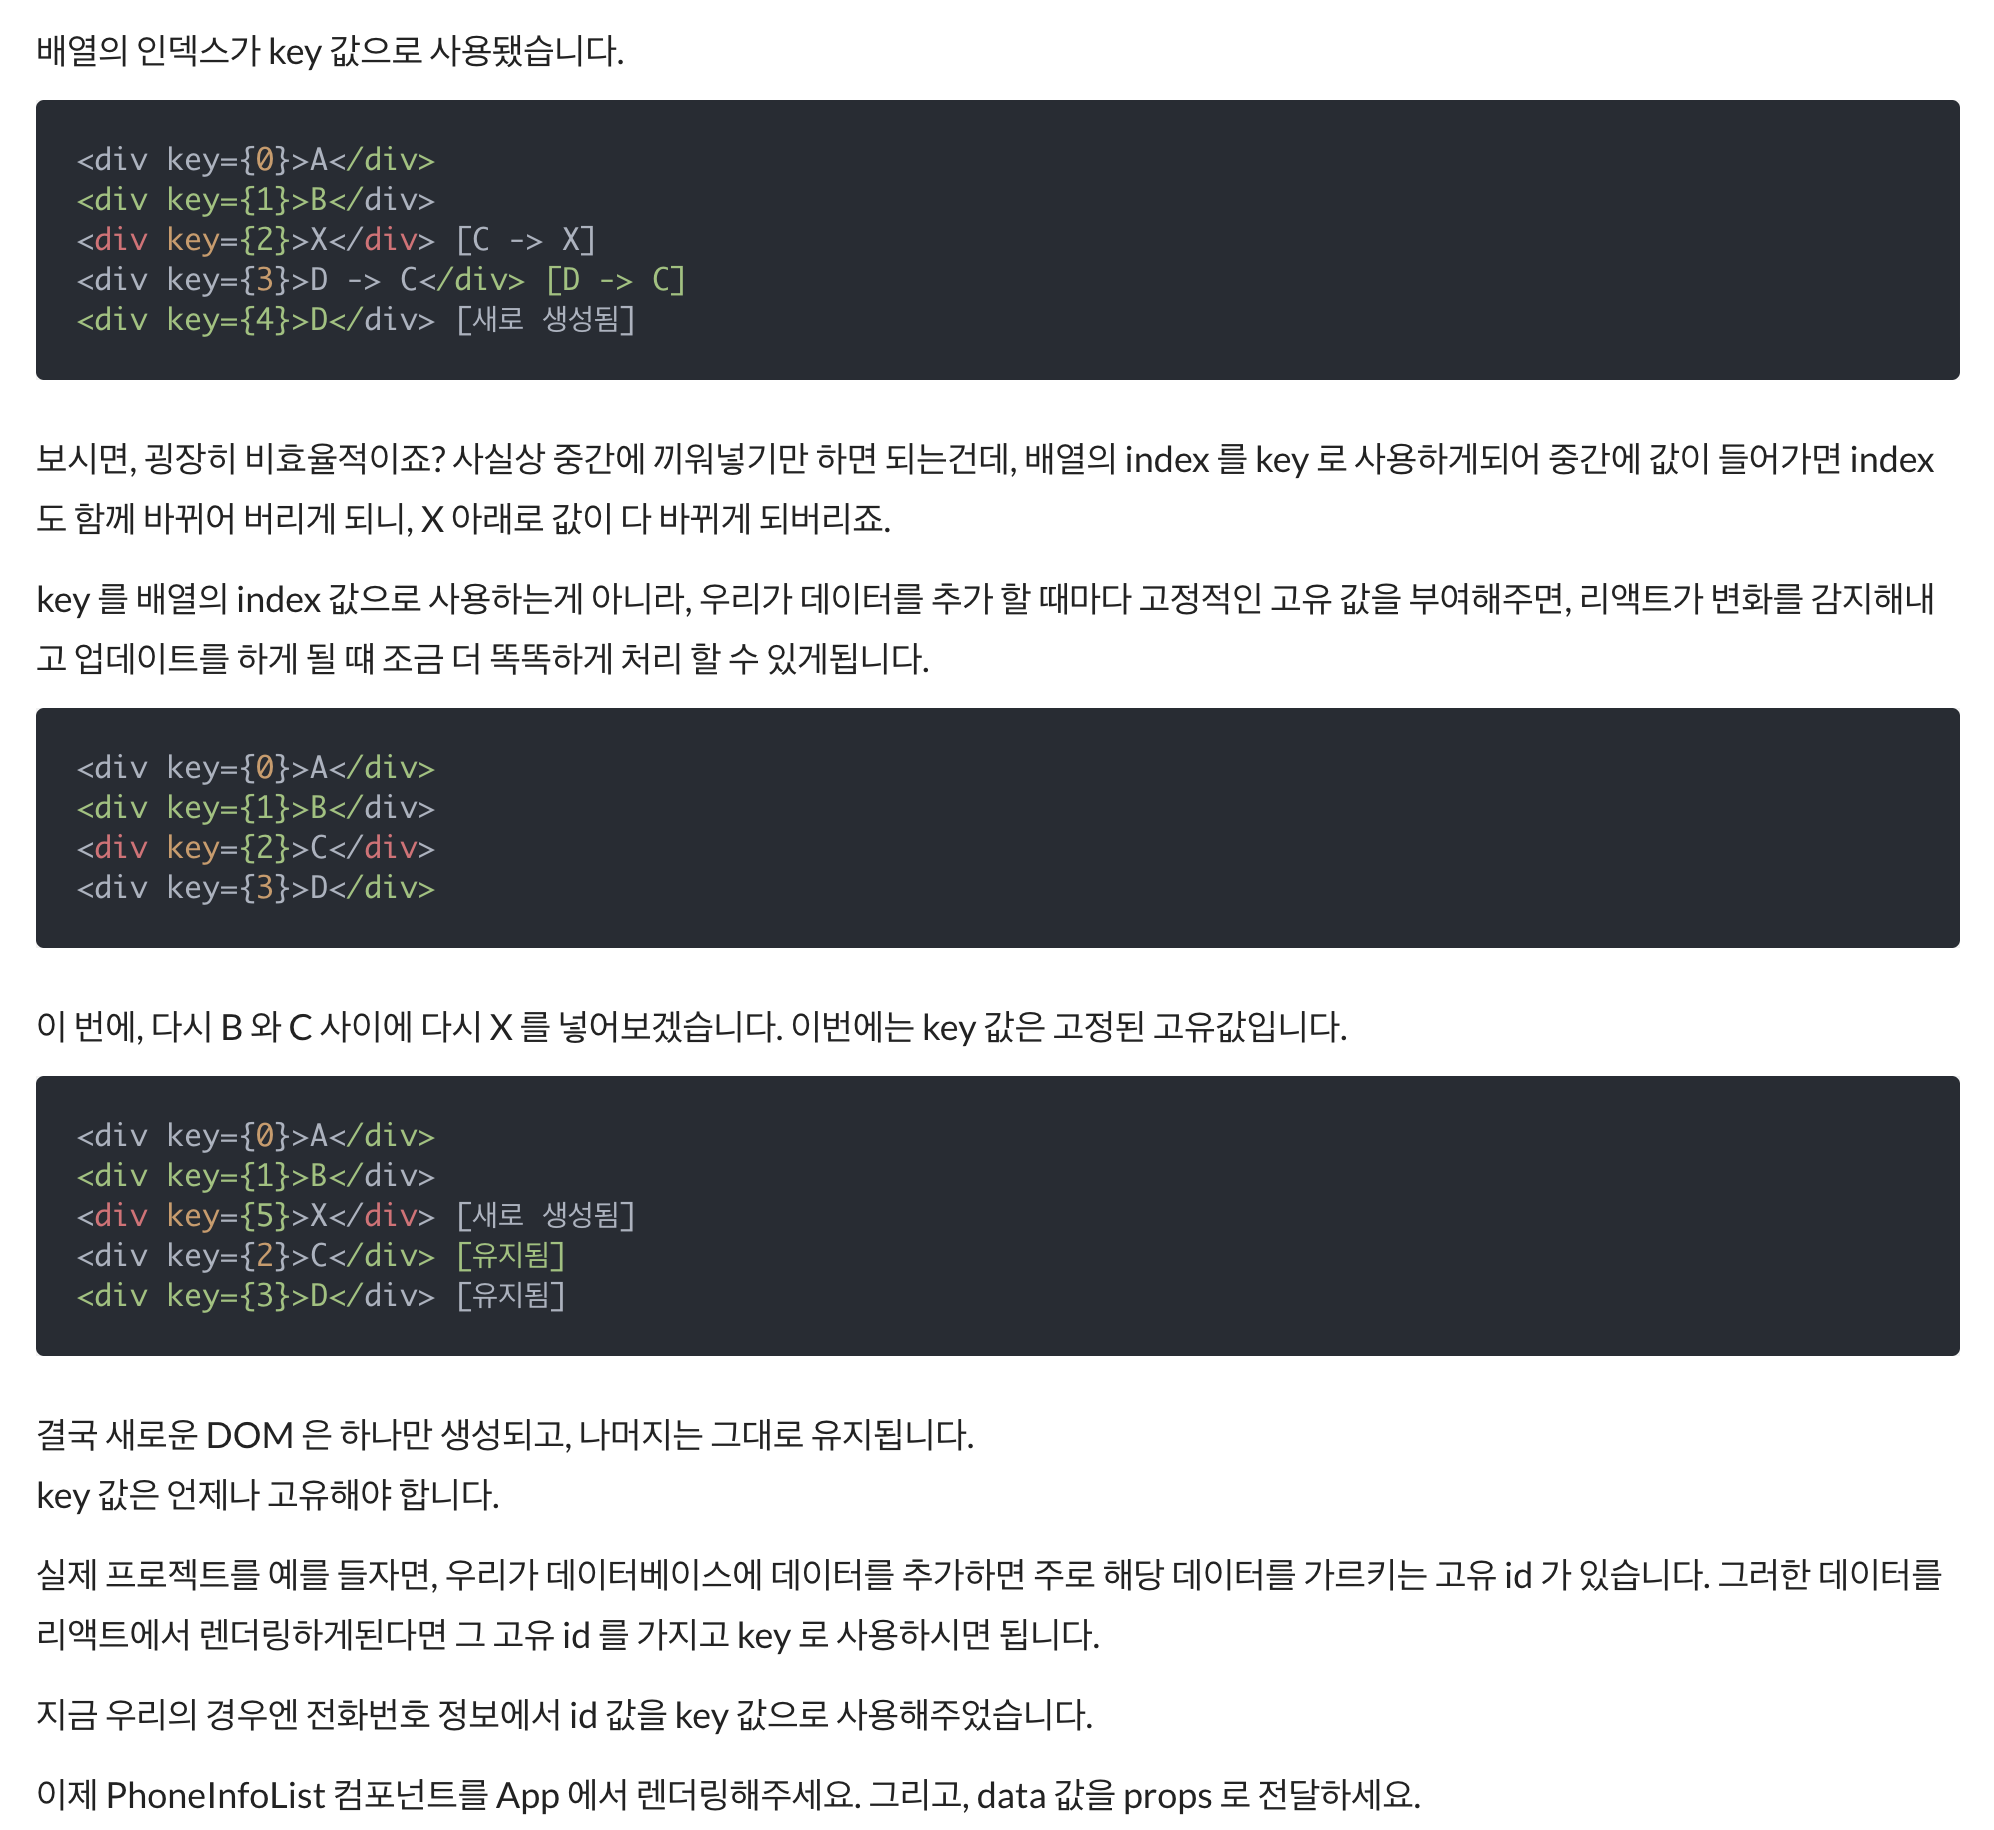 배열의 인덱스가 key 값으로 사용됐습니다.
<div key={0}>A</div>
<div key={1}>B</div>
<div key={2}>X</div> [C -> X]
<div key={3}>D -> C</div> [D -> C]
<div key={4}>D</div> [새로 생성됨]
보시면, 굉장히 비효율적이죠? 사실상 중간에 끼워넣기만 하면 되는건데, 배열의 index 를 key 로 사용하게되어 중간에 값이 들어가면 index
도 함께 바뀌어 버리게 되니, X 아래로 값이 다 바뀌게 되버리죠.
key 를 배열의 index 값으로 사용하는게 아니라, 우리가 데이터를 추가 할 때마다 고정적인 고유 값을 부여해주면, 리액트가 변화를 감지해내
고 업데이트를 하게 될 떄 조금 더 똑똑하게 처리 할 수 있게됩니다.
<div key={0}>A</div>
<div key={1}>B</div>
<div key={2}>C</div>
<div key={3}>D</div>
이 번에, 다시 B 와 C 사이에 다시 X 를 넣어보겠습니다. 이번에는 key 값은 고정된 고유값입니다.
<div key={0}>A</div>
<div key={1}>B</div>
<div key={5}>X</div> [새로 생성됨]
<div key={2}>C</div> [유지됨]
<div key={3}>D</div> [유지됨]
결국 새로운 DOM 은 하나만 생성되고, 나머지는 그대로 유지됩니다.
key 값은 언제나 고유해야 합니다.
실제 프로젝트를 예를 들자면, 우리가 데이터베이스에 데이터를 추가하면 주로 해당 데이터를 가르키는 고유 id 가 있습니다. 그러한 데이터를
리액트에서 렌더링하게된다면 그 고유 id 를 가지고 key 로 사용하시면 됩니다.
지금 우리의 경우엔 전화번호 정보에서 id 값을 key 값으로 사용해주었습니다.
이제 PhoneInfoList 컴포넌트를 App 에서 렌더링해주세요. 그리고, data 값을 props 로 전달하세요.